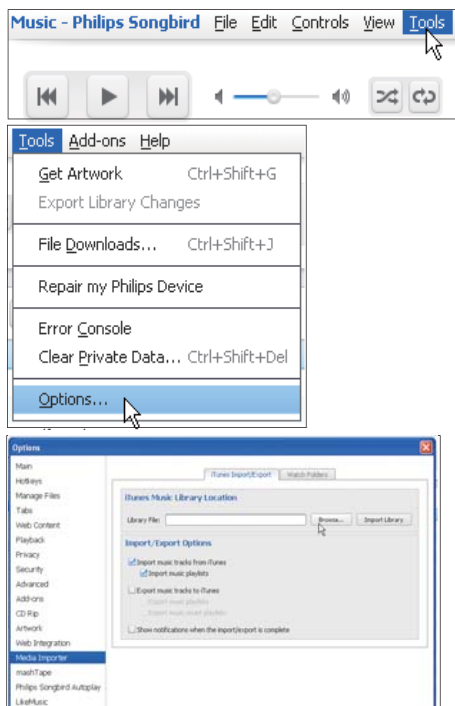 Music - Philips Songbird File Edit Controls View Tools
Tools Add-ons Help
Get Artwork Ctrl+Shift+G
Export Library Changes
File Downloads... Ctrl+Shift+J
Repair my Philips Device
Error Console
Clear Private Data... Ctrl+Shift+Del
Options...
Options
Main
Hotkeys
Manage Files
Tabs
Web Content
Playback
Privacy
Security
Advanced
Add-ons
CD Rip
Artwork
Web Integration
Media Importer
mashTape
Philips Songbird Autoplay
LikeMusic
iTunes Import/Export Watch Folders
iTunes Music Library Location
Library File: Browse... Import Library
Import/Export Options
Import music tracks from iTunes
Import music playlists
Export music tracks to iTunes
Export music playlists
Export smart music playlists
Show notifications when the import/export is complete